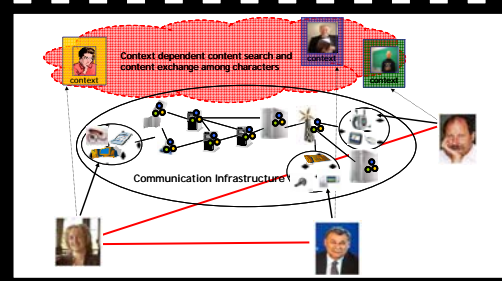 Context dependent content search and
content exchange among characters
context
context
context
Communication Infrastructure